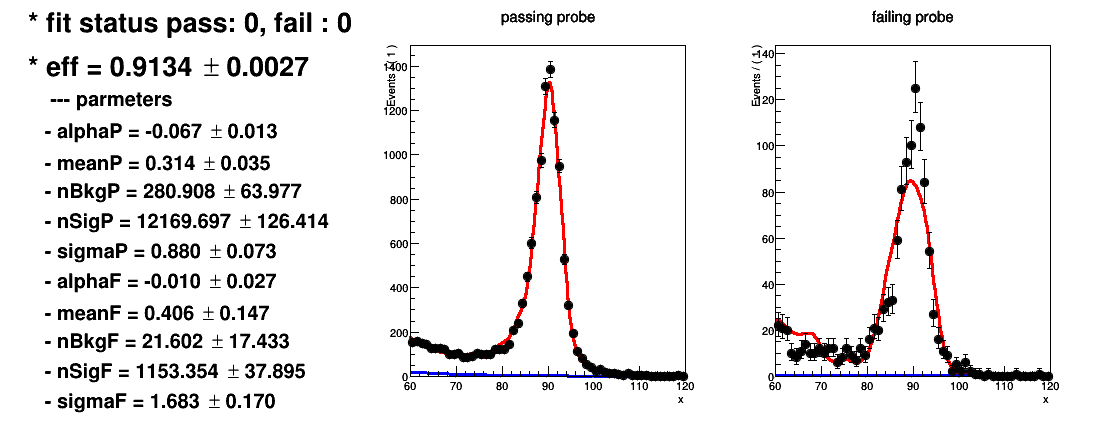 * fit status pass: 0, fail : 0
* eff = 0.9134 ± 0.0027
--- parmeters
- alphaP = -0.067 ± 0.013
- meanP = 0.314 ± 0.035
- nBkgP = 280.908 ± 63.977
- nSigP = 12169.697 ± 126.414
- sigmaP = 0.880 ± 0.073
- alphaF = -0.010 ± 0.027
- meanF = 0.406 ± 0.147
- nBkgF = 21.602 ± 17.433
- nSigF = 1153.354 ± 37.895
- sigmaF = 1.683 ± 0.170
passing probe
Events / ( 1 )
1400
1200
1000
800
600
400
200
0
60 70 80 90 100 110 120
x
failing probe
Events / ( 1 )
140
120
100
80
60
40
20
0
60 70 80 90 100 110 120
x